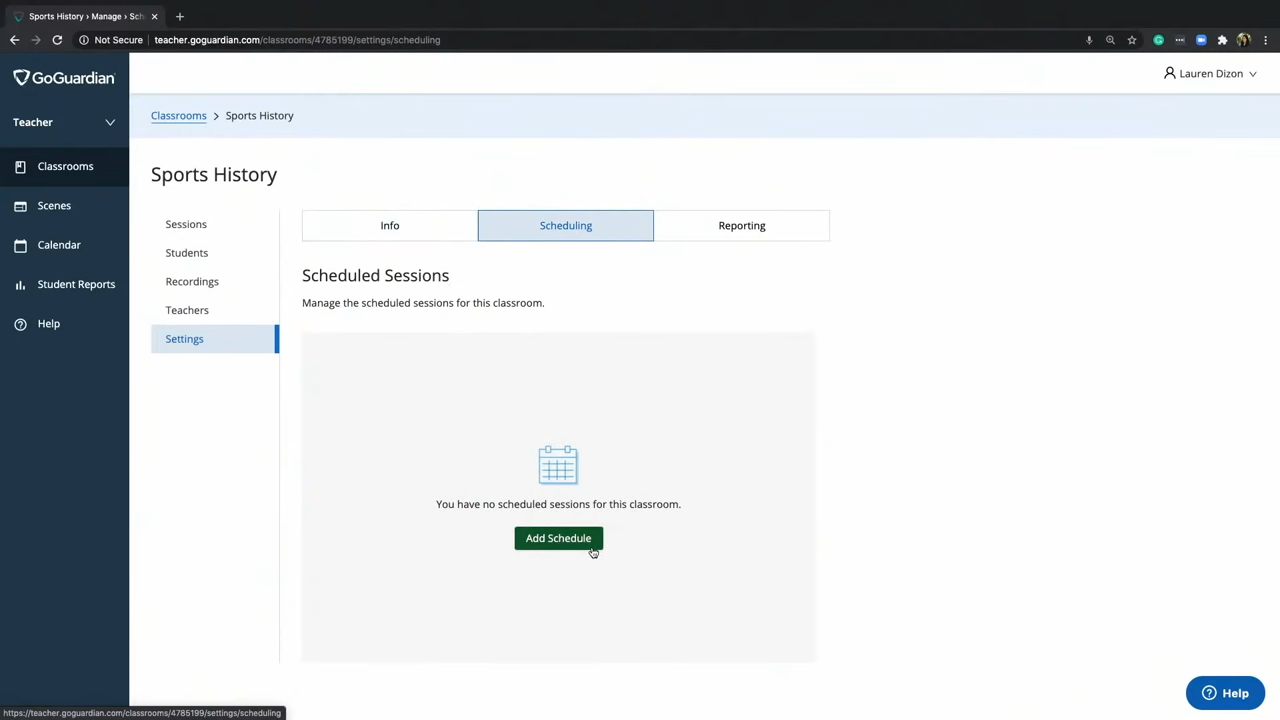 Sports History › Manage › Sch
Not Secure
teacher.goguardian.com/classrooms/4785199/settings/scheduling
GoGuardian
Lauren Dizon
Teacher
Classrooms > Sports History
Classrooms
Scenes
Calendar
Student Reports
Help
Sports History
Sessions
Students
Recordings
Teachers
Settings
Info
Scheduling
Reporting
Scheduled Sessions
Manage the scheduled sessions for this classroom.
You have no scheduled sessions for this classroom.
Add Schedule
Help
https://teacher.goguardian.com/classrooms/4785199/settings/scheduling